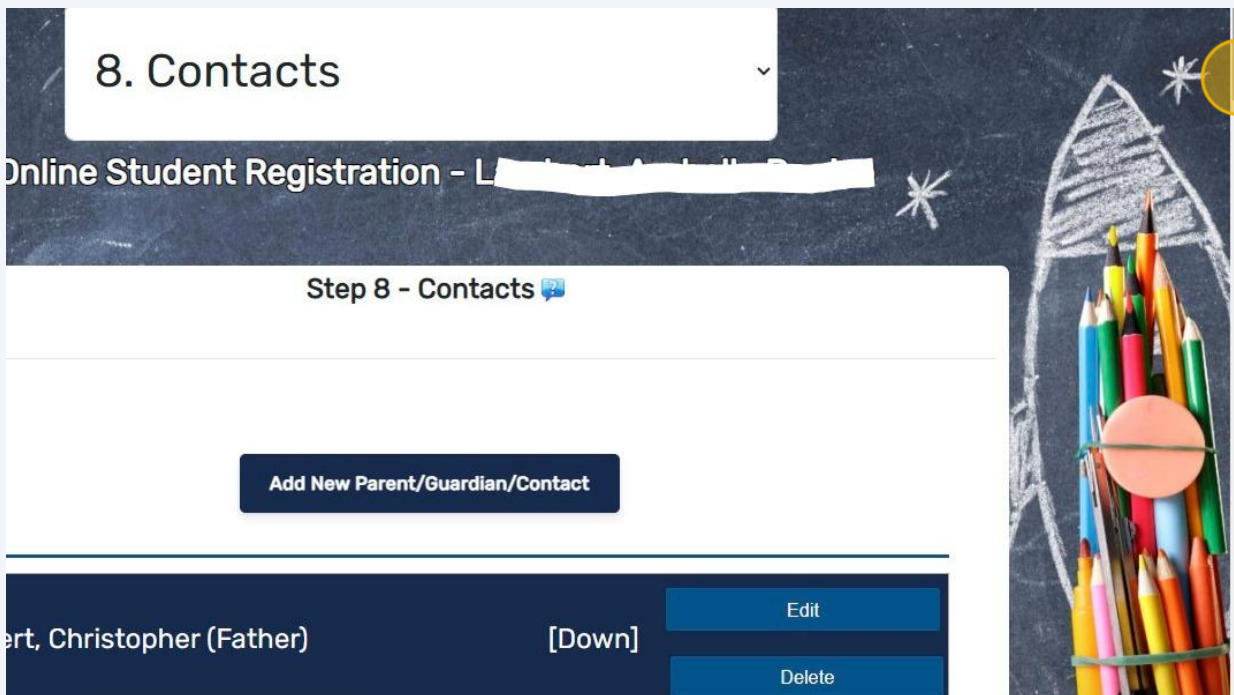 8. Contacts
Online Student Registration - L
Step 8 - Contacts
Add New Parent/Guardian/Contact
ert, Christopher (Father) [Down]
Edit
Delete